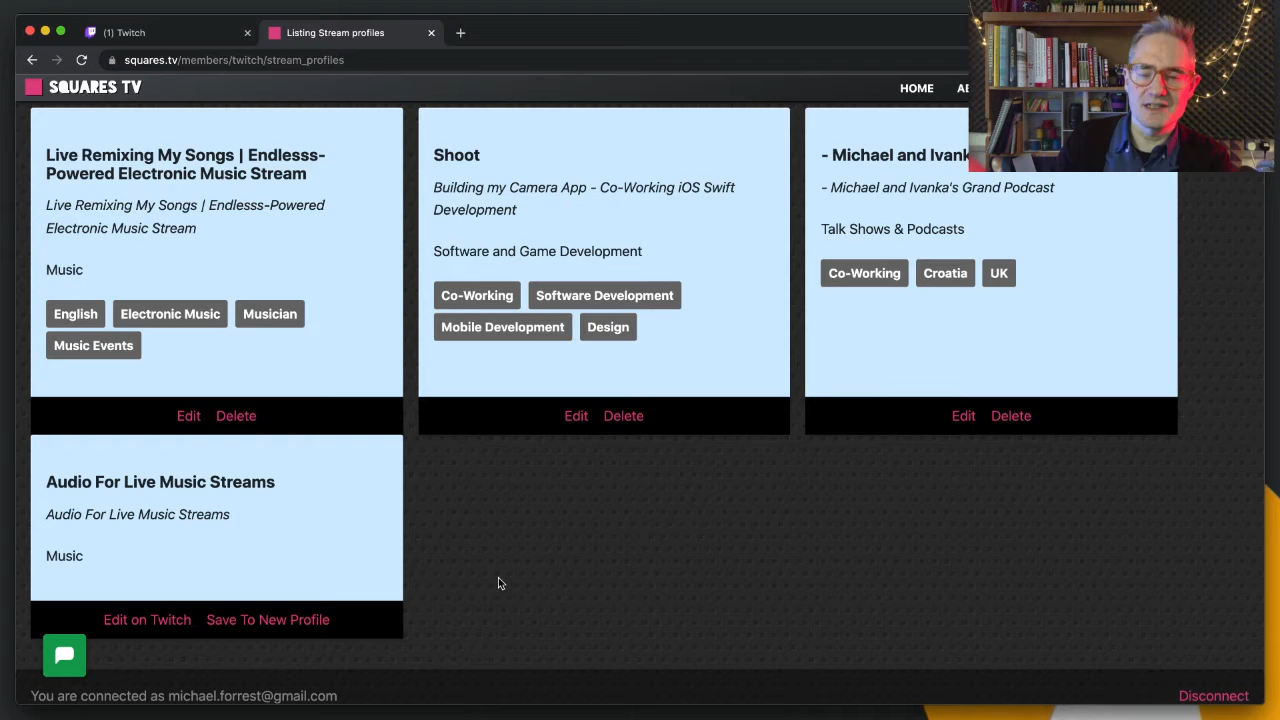 (1) Twitch
Listing Stream profiles
squares.tv/members/twitch/stream_profiles
SQUARES TV
HOME
Live Remixing My Songs | Endlesss-
Powered Electronic Music Stream
Live Remixing My Songs | Endlesss-Powered
Electronic Music Stream
Music
English Electronic Music Musician
Music Events
Edit Delete
Shoot
Building my Camera App - Co-Working iOS Swift
Development
Software and Game Development
Co-Working Software Development
Mobile Development Design
Edit Delete
- Michael and Ivank
- Michael and Ivanka's Grand Podcast
Talk Shows & Podcasts
Co-Working Croatia UK
Edit Delete
Audio For Live Music Streams
Audio For Live Music Streams
Music
Edit on Twitch Save To New Profile
You are connected as michael.forrest@gmail.com
Disconnect